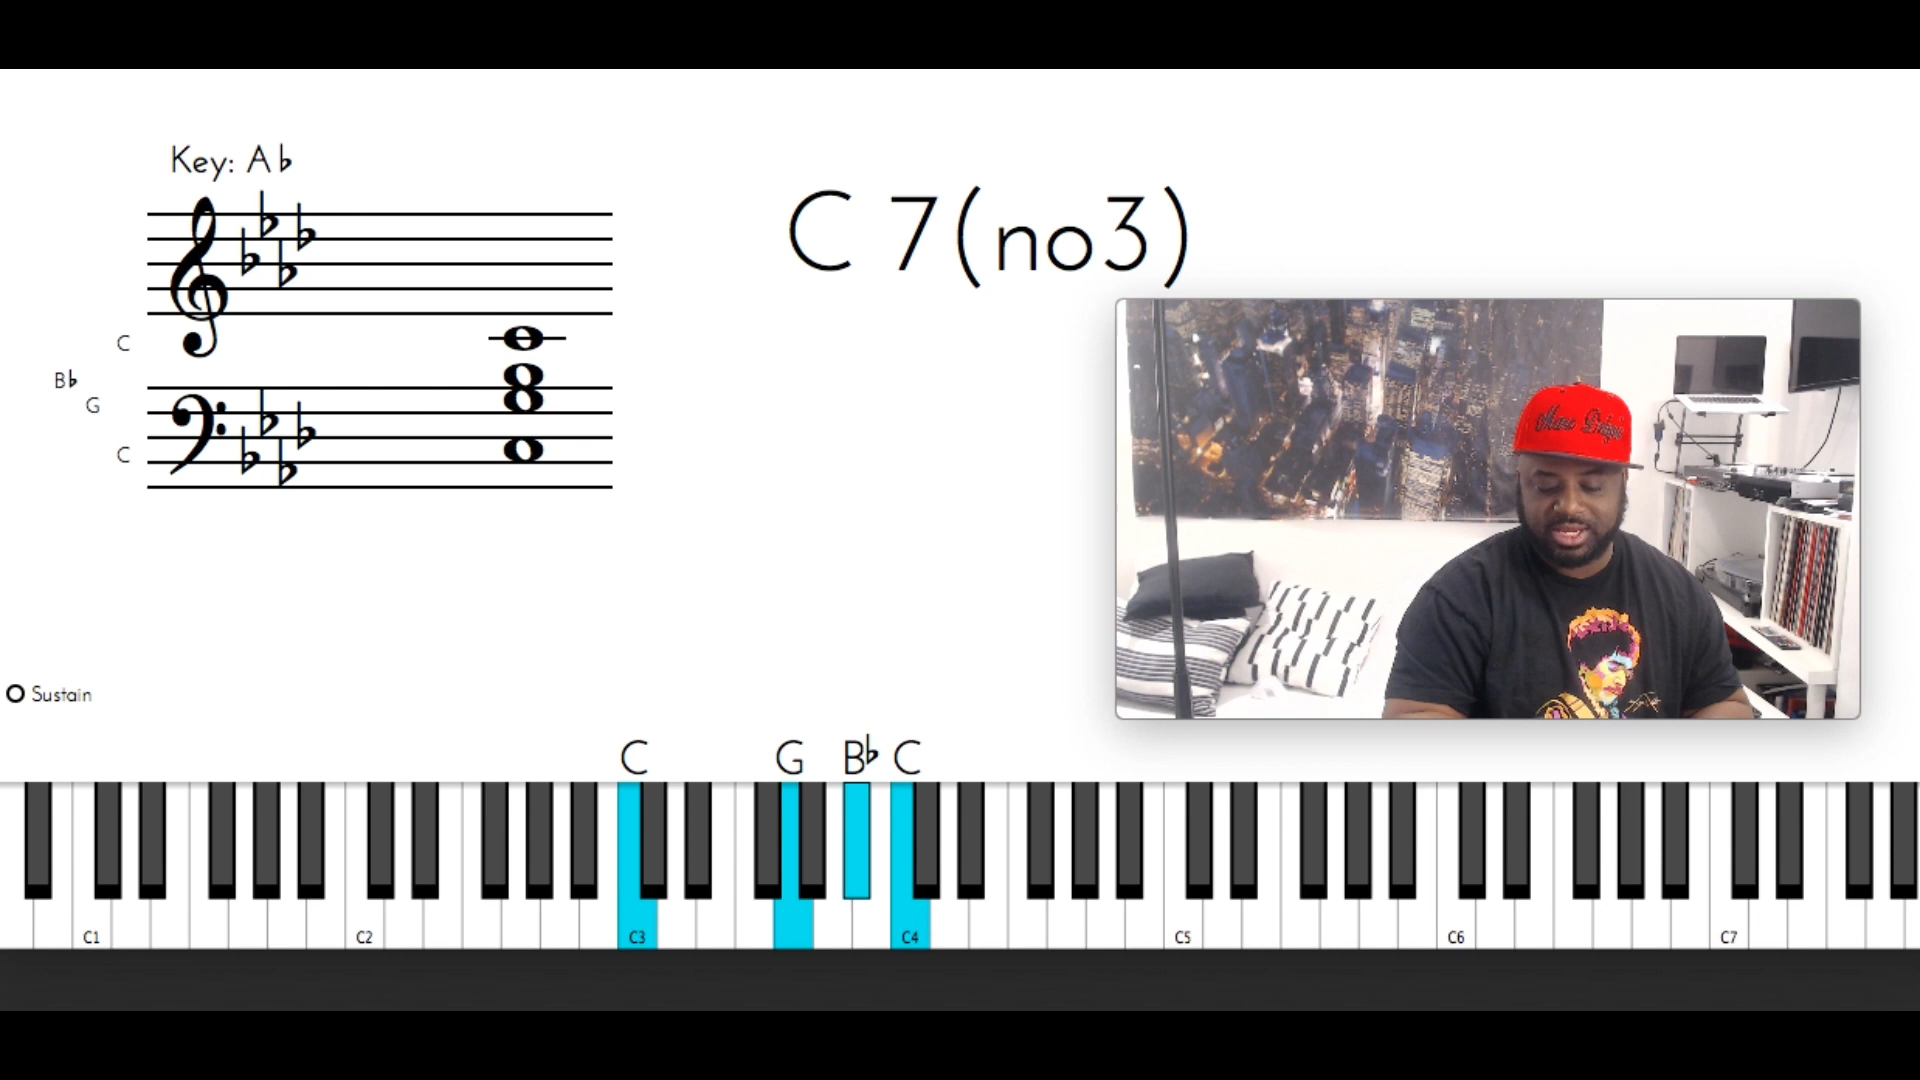 Key: A♭
C 7(no3)
C
B♭
G
C
Sustain
C G B♭ C
C1 C2 C3 C4 C5 C6 C7